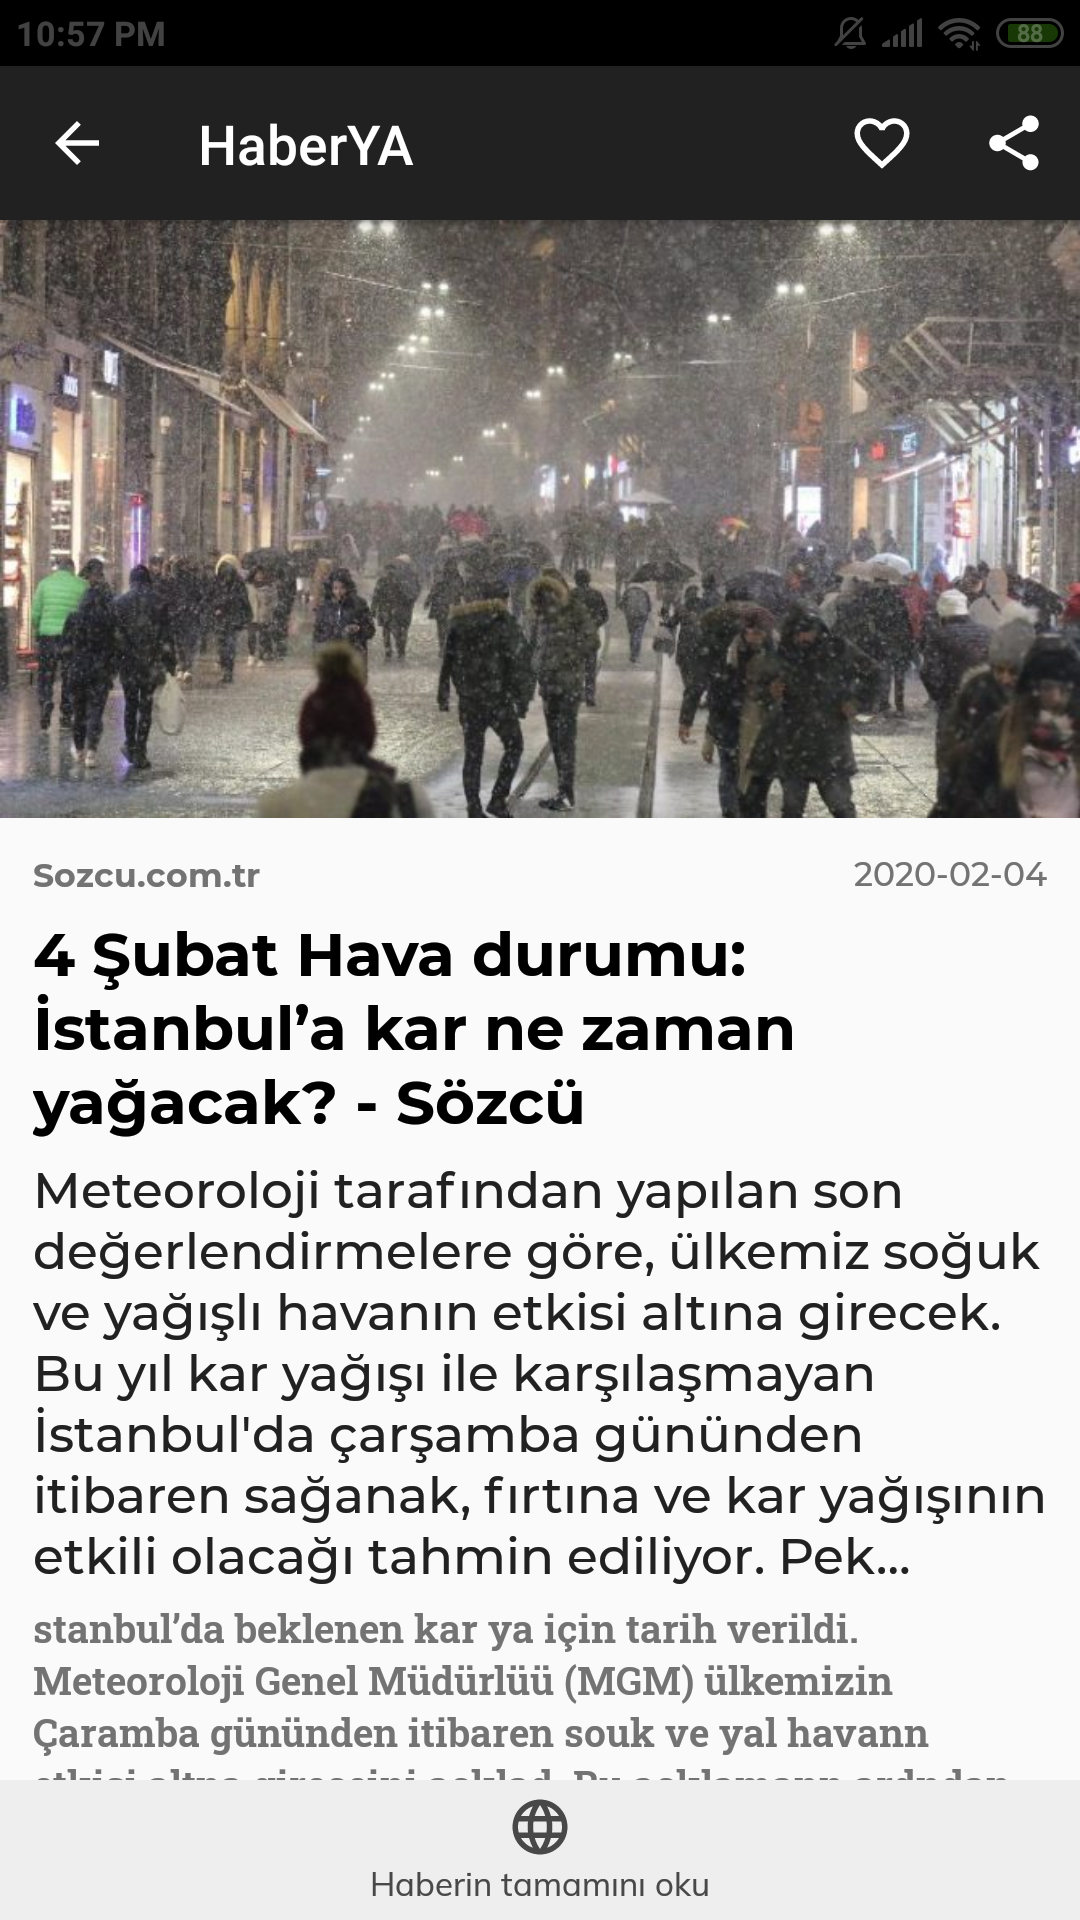 10:57 PM
88
HaberYA
Sozcu.com.tr
2020-02-04
4 Şubat Hava durumu:
İstanbul’a kar ne zaman
yağacak? - Sözcü
Meteoroloji tarafından yapılan son
değerlendirmelere göre, ülkemiz soğuk
ve yağışlı havanın etkisi altına girecek.
Bu yıl kar yağışı ile karşılaşmayan
İstanbul'da çarşamba gününden
itibaren sağanak, fırtına ve kar yağışının
etkili olacağı tahmin ediliyor. Pek...
stanbul’da beklenen kar ya için tarih verildi.
Meteoroloji Genel Müdürlüü (MGM) ülkemizin
Çaramba gününden itibaren souk ve yal havann
Haberin tamamını oku